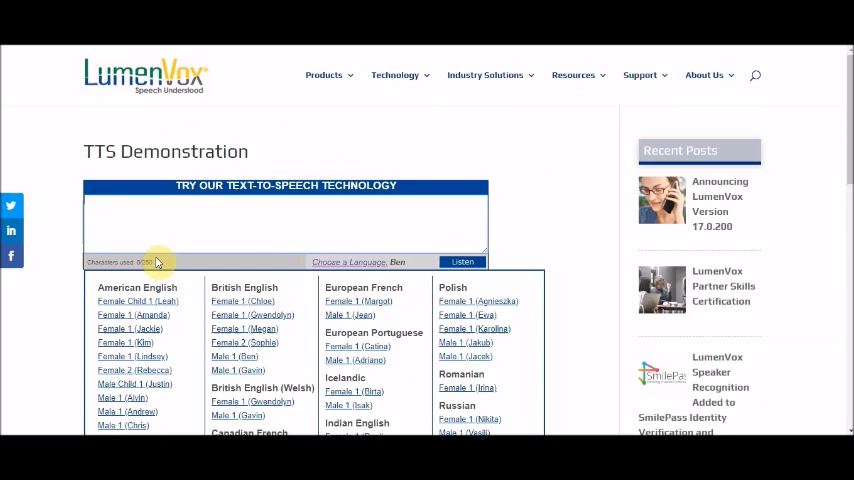 LumenVox
Speech Understood
Products
Technology
Industry Solutions
Resources
Support
About Us
TTS Demonstration
TRY OUR TEXT-TO-SPEECH TECHNOLOGY
Characters used: 0/250
Choose a Language. Ben
Listen
American English
Female Child 1 (Leah)
Female 1 (Amanda)
Female 1 (Jackie)
Female 1 (Kim)
Female 1 (Lindsey)
Female 2 (Rebecca)
Male Child 1 (Justin)
Male 1 (Alvin)
Male 1 (Andrew)
Male 1 (Chris)
British English
Female 1 (Chloe)
Female 1 (Gwendolyn)
Female 1 (Megan)
Female 2 (Sophie)
Male 1 (Ben)
Male 1 (Gavin)
British English (Welsh)
Female 1 (Gwendolyn)
Male 1 (Gavin)
Canadian French
European French
Female 1 (Margot)
Male 1 (Jean)
European Portuguese
Female 1 (Catina)
Male 1 (Adriano)
Icelandic
Female 1 (Birta)
Male 1 (Isak)
Indian English
Polish
Female 1 (Agnieszka)
Female 1 (Ewa)
Female 1 (Karolina)
Male 1 (Jakub)
Male 1 (Jacek)
Romanian
Female 1 (Irina)
Russian
Female 1 (Nikita)
Male 1 (Vasili)
Recent Posts
Announcing
LumenVox
Version
17.0.200
LumenVox
Partner Skills
Certification
LumenVox
Speaker
Recognition
Added to
SmilePass Identity
Verification and